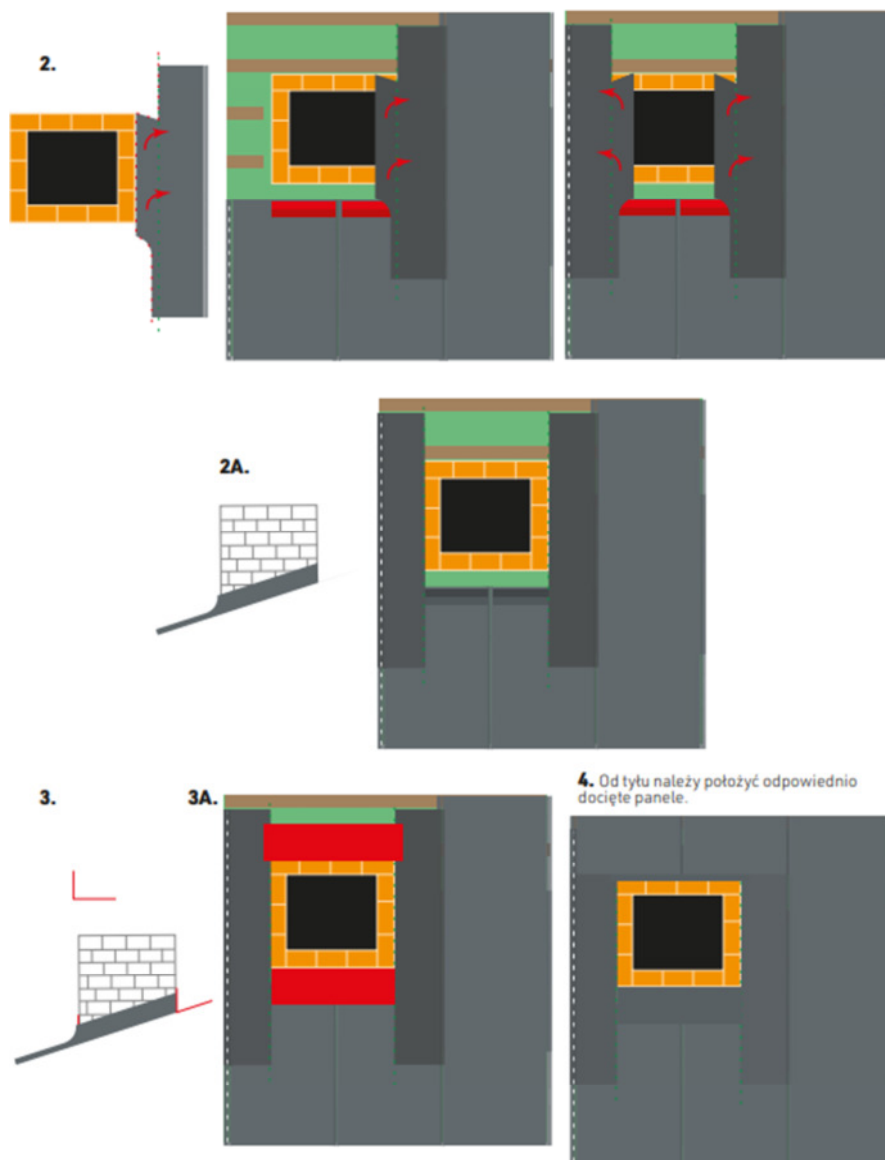 2.
2A.
3.
3A.
4. Od tyłu należy położyć odpowiednio
docięte panele.